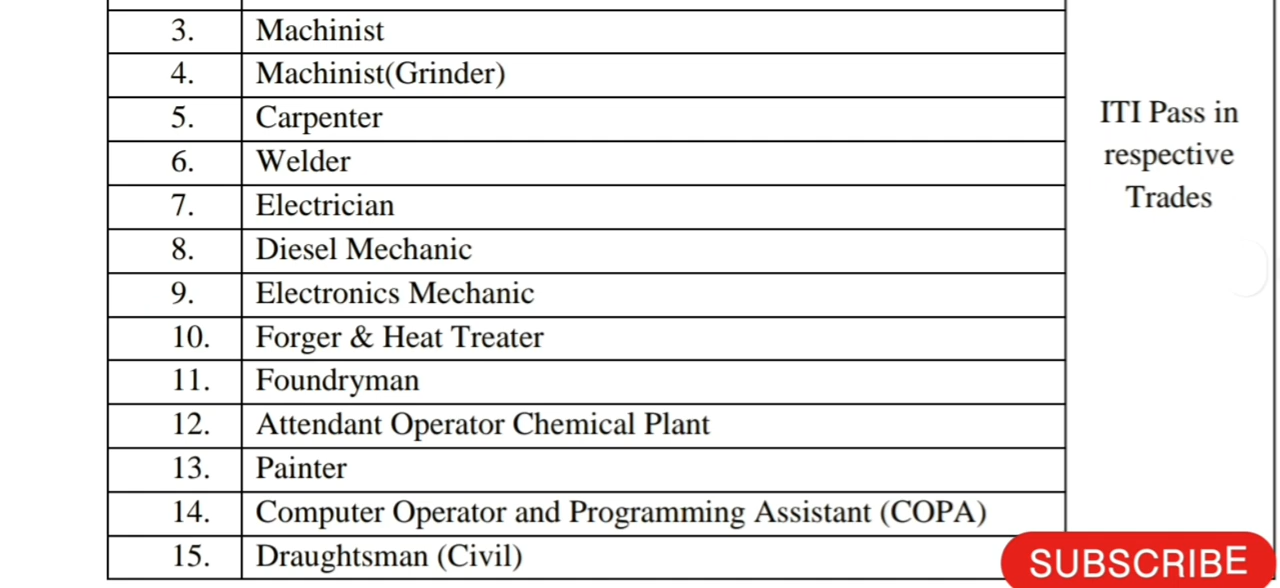 3. Machinist
4. Machinist(Grinder)
5. Carpenter
6. Welder
7. Electrician
8. Diesel Mechanic
9. Electronics Mechanic
10. Forger & Heat Treater
11. Foundryman
12. Attendant Operator Chemical Plant
13. Painter
14. Computer Operator and Programming Assistant (COPA)
15. Draughtsman (Civil)
ITI Pass in
respective
Trades
SUBSCRIBE